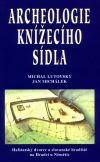 ARCHEOLOGIE
KNÍŽECÍHO
SÍDLA
MICHAL LUTOVSKÝ
JAN MICHÁLEK
Halštatský dvorec a slovanské hradiště
na Hradci u Němětic